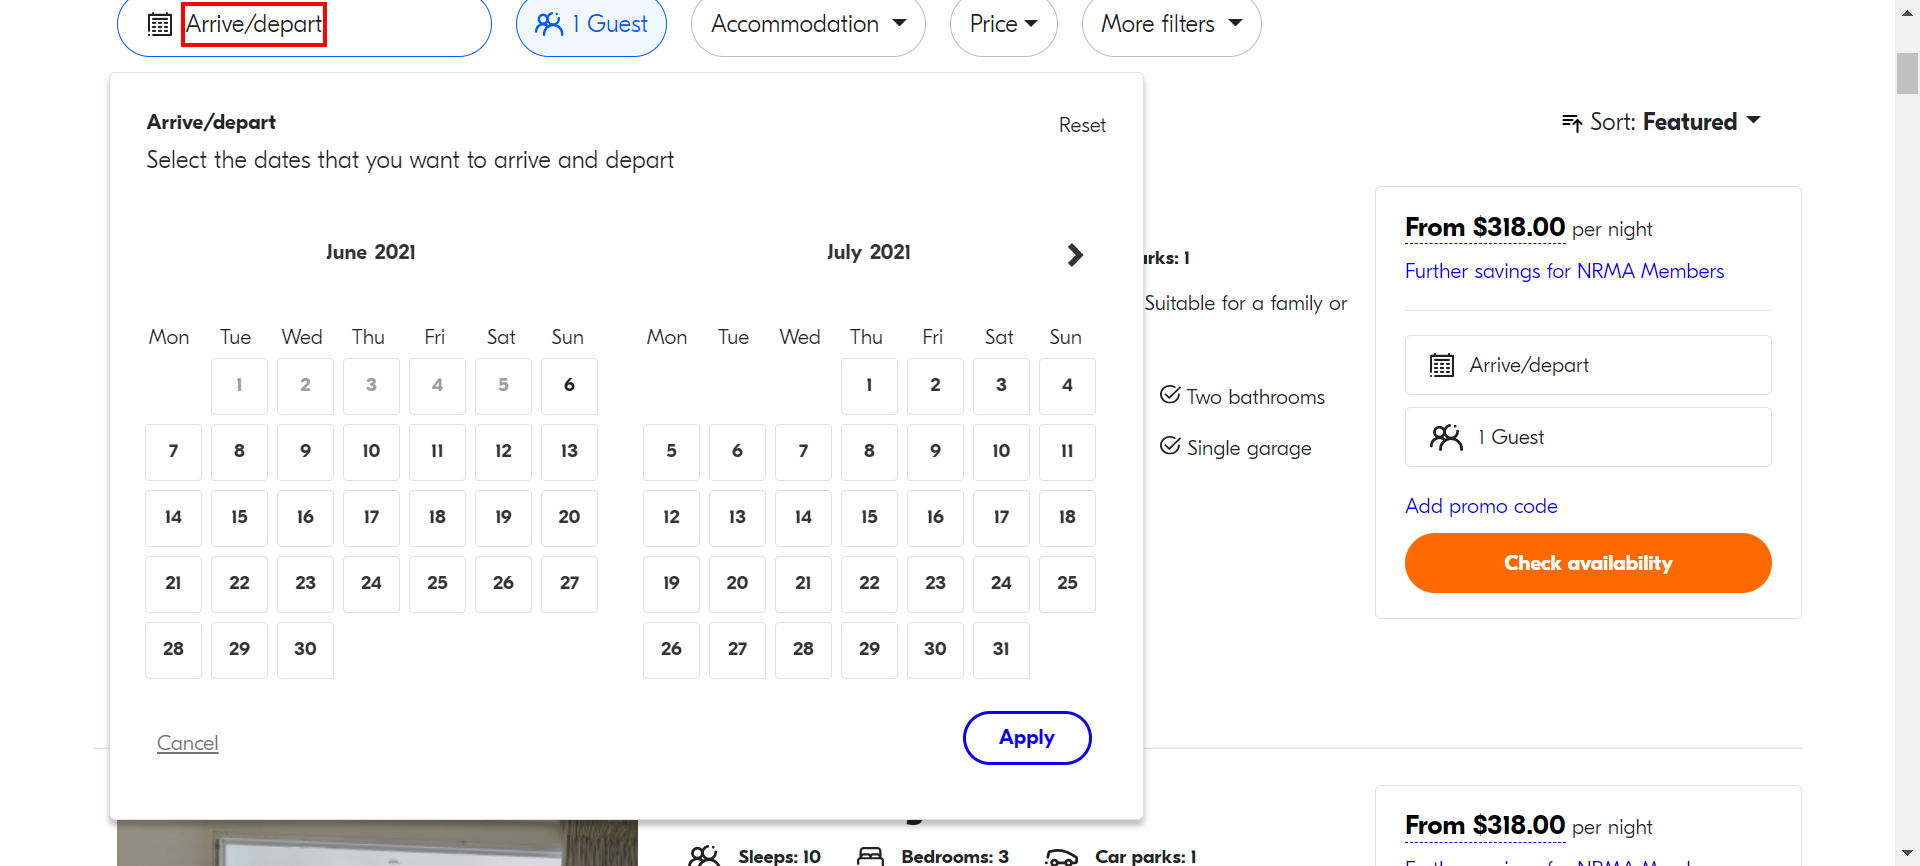 Arrive/depart
1 Guest
Accommodation
Price
More filters
Arrive/depart
Reset
Select the dates that you want to arrive and depart
Sort: Featured
June 2021
July 2021
Mon Tue Wed Thu Fri Sat Sun
Mon Tue Wed Thu Fri Sat Sun
1 2 3 4 5 6
1 2 3 4
7 8 9 10 11 12 13
5 6 7 8 9 10 11
14 15 16 17 18 19 20
12 13 14 15 16 17 18
21 22 23 24 25 26 27
19 20 21 22 23 24 25
28 29 30
26 27 28 29 30 31
Cancel
Apply
rks: 1
Suitable for a family or
Two bathrooms
Single garage
From $318.00 per night
Further savings for NRMA Members
Arrive/depart
1 Guest
Add promo code
Check availability
Sleeps: 10
Bedrooms: 3
Car parks: 1
From $318.00 per night
Further savings for NRMA Members